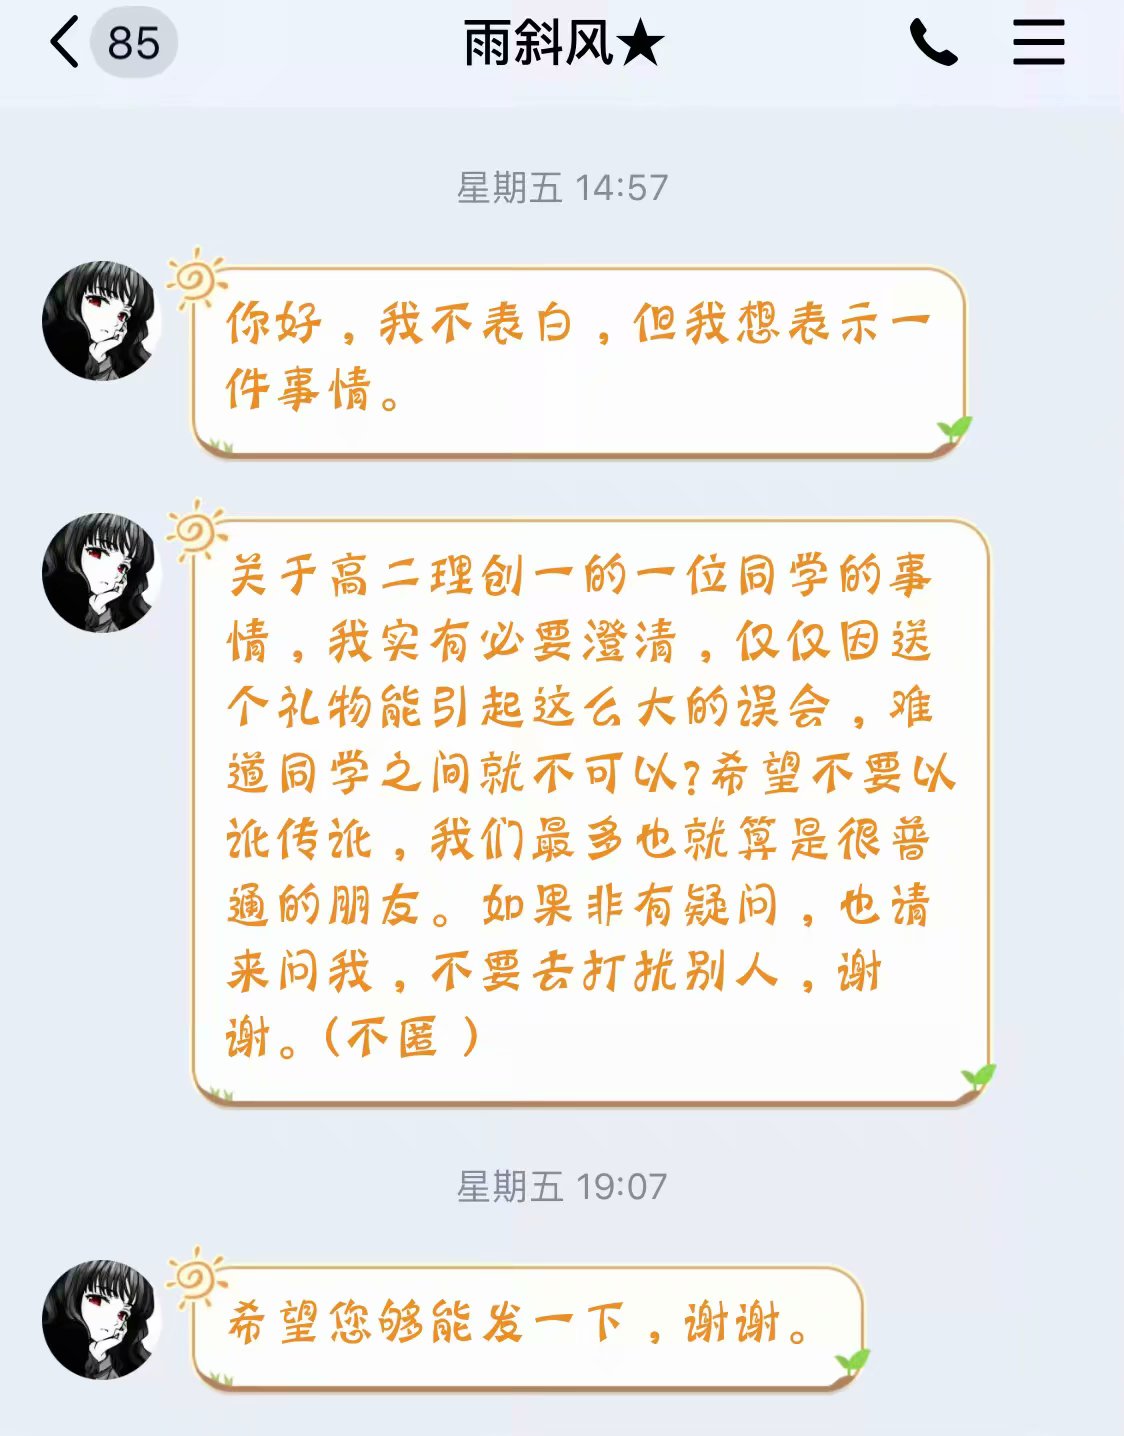 85
雨斜风★
星期五 14:57
你好，我不表白，但我想表示一
件事情。
关于高二理创一的一位同学的事
情，我实有必要澄清，仅仅因送
个礼物能引起这么大的误会，难
道同学之间就不可以?希望不要以
讹传讹，我们最多也就算是很普
通的朋友。如果非有疑问，也请
来问我，不要去打扰别人，谢
谢。(不匿 )
星期五 19:07
希望您够能发一下，谢谢。